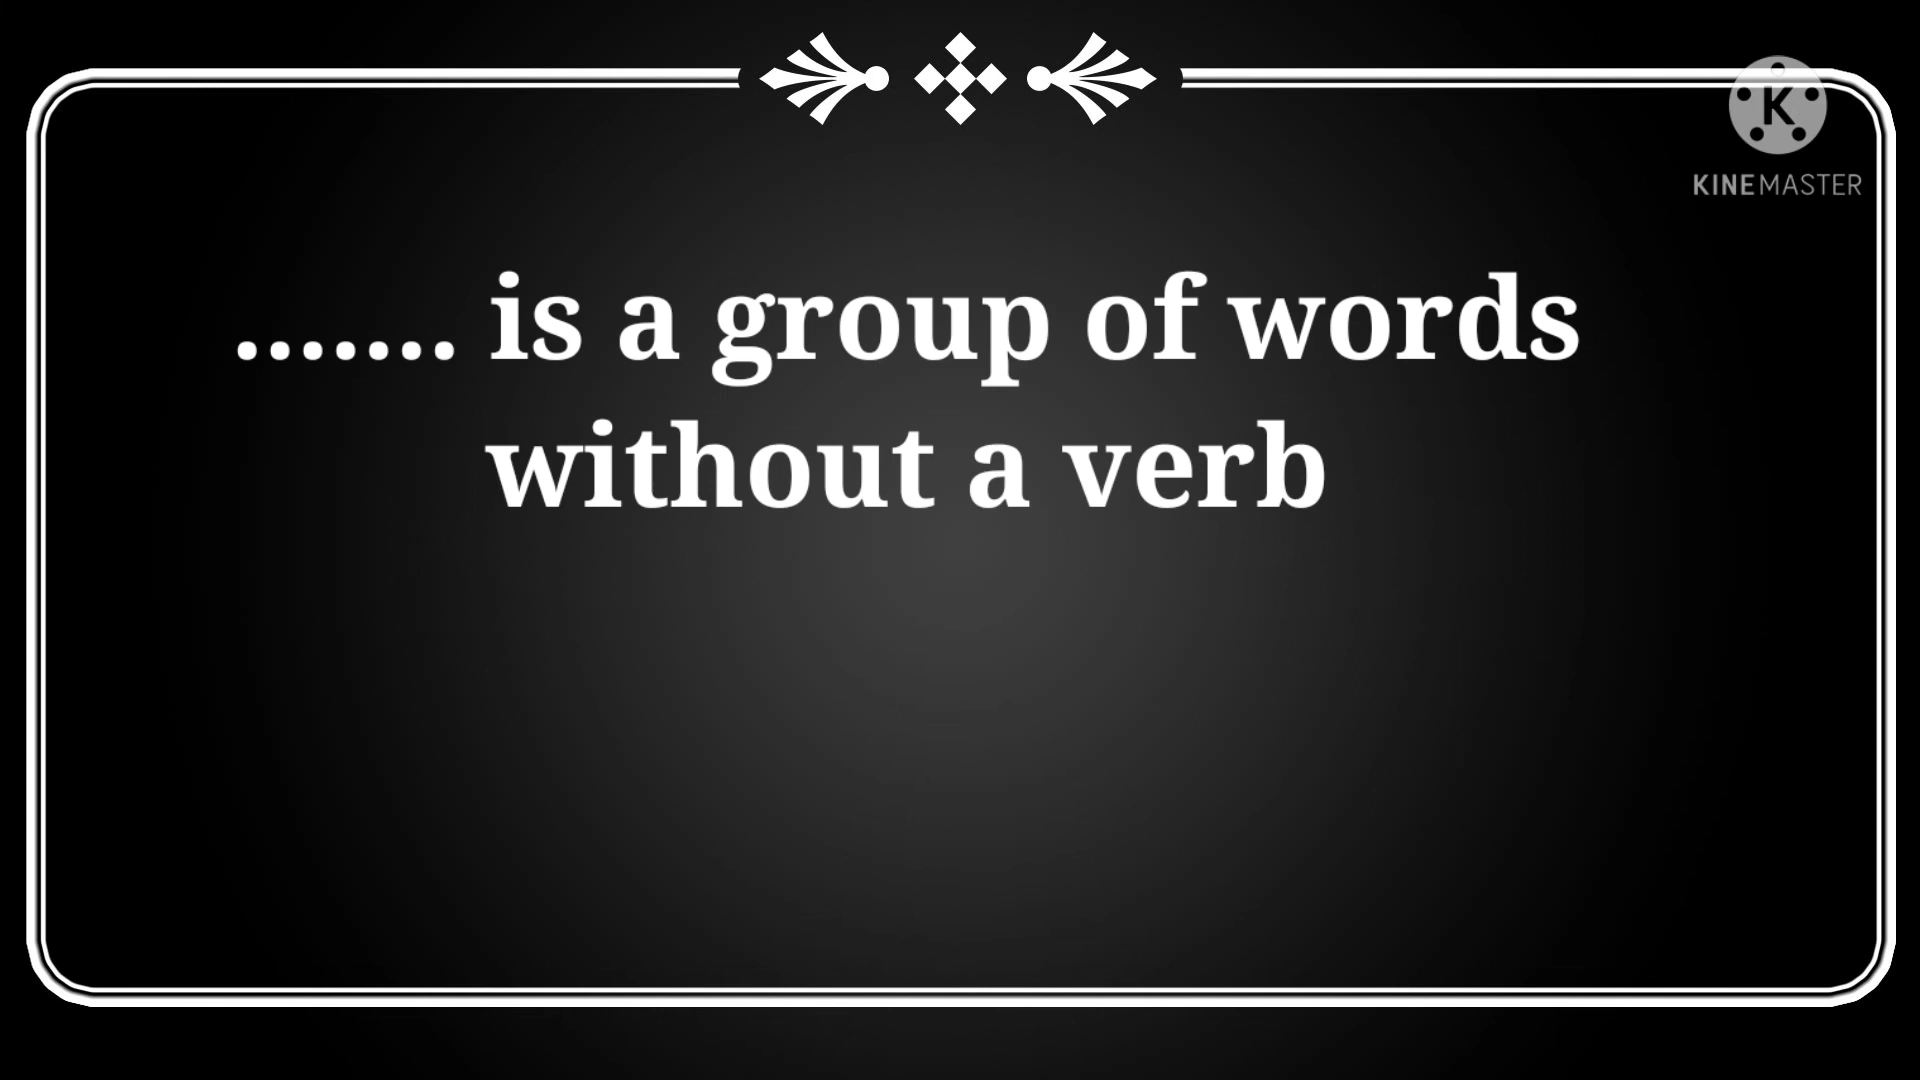 K
KINEMASTER
....... is a group of words
without a verb